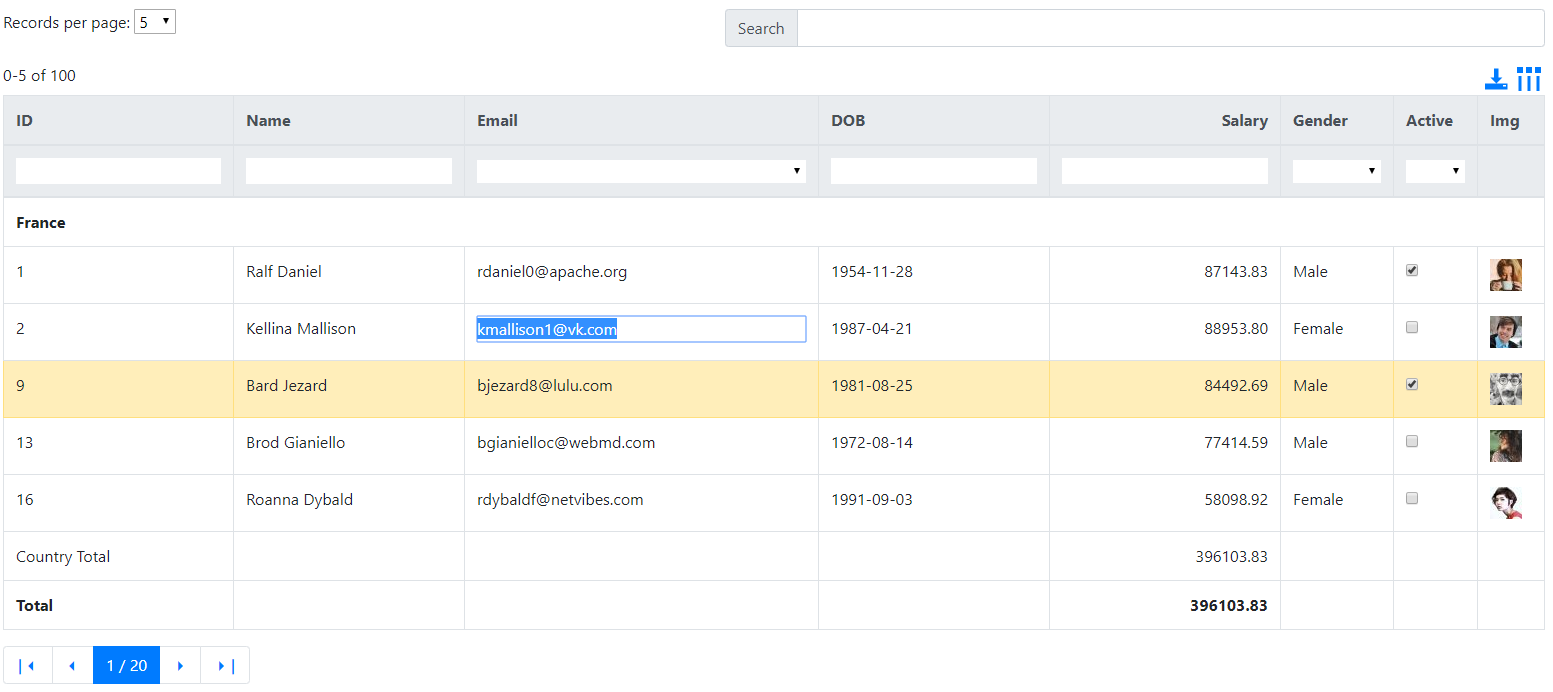 Records per page: 5
Search
0-5 of 100
ID Name Email DOB Salary Gender Active Img
France
1 Ralf Daniel rdaniel0@apache.org 1954-11-28 87143.83 Male
2 Kellina Mallison kmallison1@vk.com 1987-04-21 88953.80 Female
9 Bard Jezard bjezard8@lulu.com 1981-08-25 84492.69 Male
13 Brod Gianiello bgianielloc@webmd.com 1972-08-14 77414.59 Male
16 Roanna Dybald rdybaldf@netvibes.com 1991-09-03 58098.92 Female
Country Total 396103.83
Total 396103.83
1 / 20